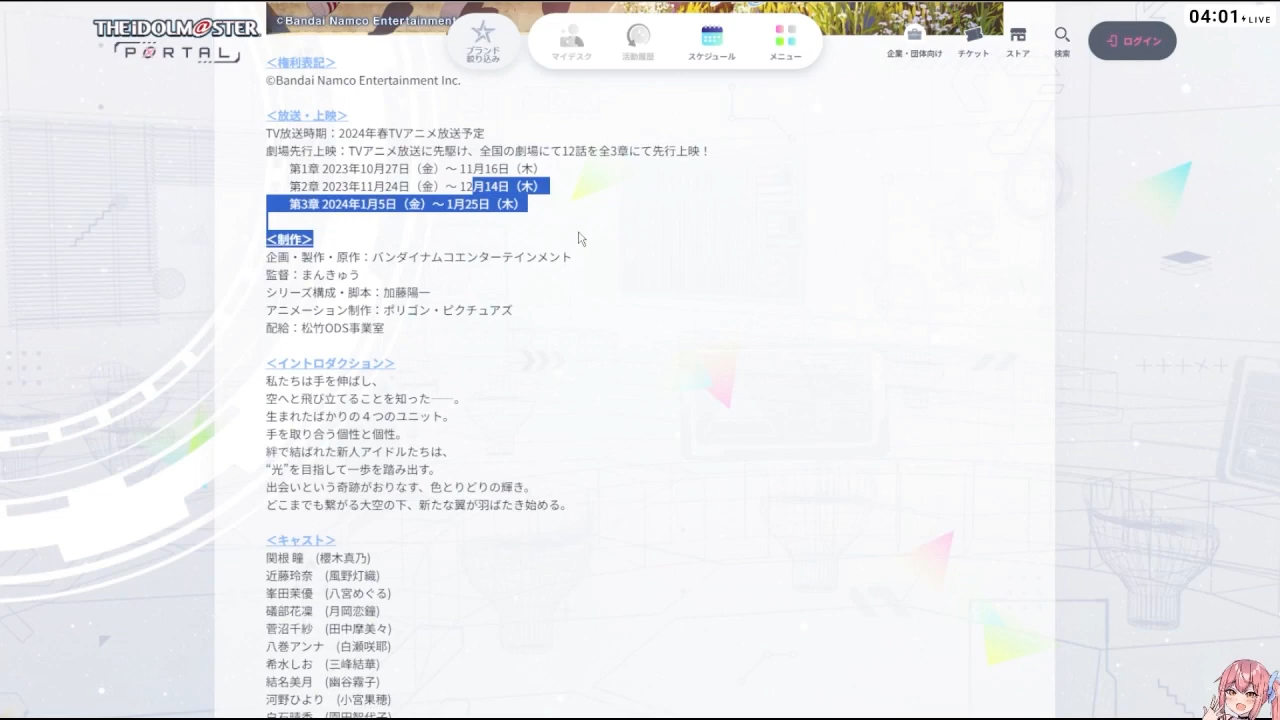 ©Bandai Namco Entertainment
THE iDOLM@STER
PORTAL
ブランド
絞り込み
マイデスク
活動履歴
スケジュール
メニュー
企業・団体向け
チケット
ストア
検索
ログイン
04:01 LIVE
＜権利表記＞
©Bandai Namco Entertainment Inc.
＜放送・上映＞
TV放送時期：2024年春TVアニメ放送予定
劇場先行上映：TVアニメ放送に先駆け、全国の劇場にて12話を全3章にて先行上映！
第1章 2023年10月27日（金）～ 11月16日（木）
第2章 2023年11月24日（金）～ 12月14日（木）
第3章 2024年1月5日（金）～ 1月25日（木）
＜制作＞
企画・製作・原作：バンダイナムコエンターテインメント
監督：まんきゅう
シリーズ構成・脚本：加藤陽一
アニメーション制作：ポリゴン・ピクチュアズ
配給：松竹ODS事業室
＜イントロダクション＞
私たちは手を伸ばし、
空へと飛び立てることを知った——。
生まれたばかりの４つのユニット。
手を取り合う個性と個性。
絆で結ばれた新人アイドルたちは、
“光”を目指して一歩を踏み出す。
出会いという奇跡がおりなす、色とりどりの輝き。
どこまでも繋がる大空の下、新たな翼が羽ばたき始める。
＜キャスト＞
関根 瞳　(櫻木真乃)
近藤玲奈　(風野灯織)
峯田茉優　(八宮めぐる)
礒部花凜　(月岡恋鐘)
菅沼千紗　(田中摩美々)
八巻アンナ　(白瀬咲耶)
希水しお　(三峰結華)
結名美月　(幽谷霧子)
河野ひより　(小宮果穂)
白石晴香　(園田智代子)